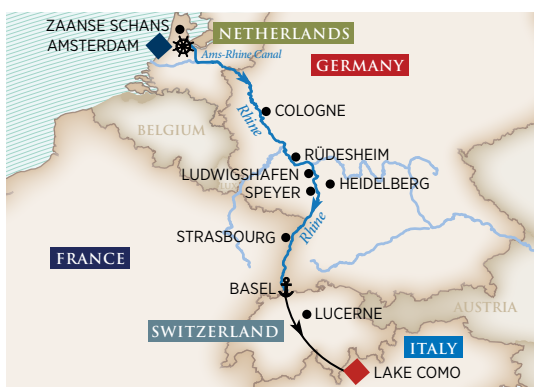 ZAANSE SCHANS
NETHERLANDS
AMSTERDAM
Ams-Rhine Canal
GERMANY
COLOGNE
Rhine
BELGIUM
RÜDESHEIM
LUDWIGSHAFEN
HEIDELBERG
SPEYER
Rhine
STRASBOURG
FRANCE
BASEL
AUSTRIA
LUCERNE
SWITZERLAND
ITALY
LAKE COMO